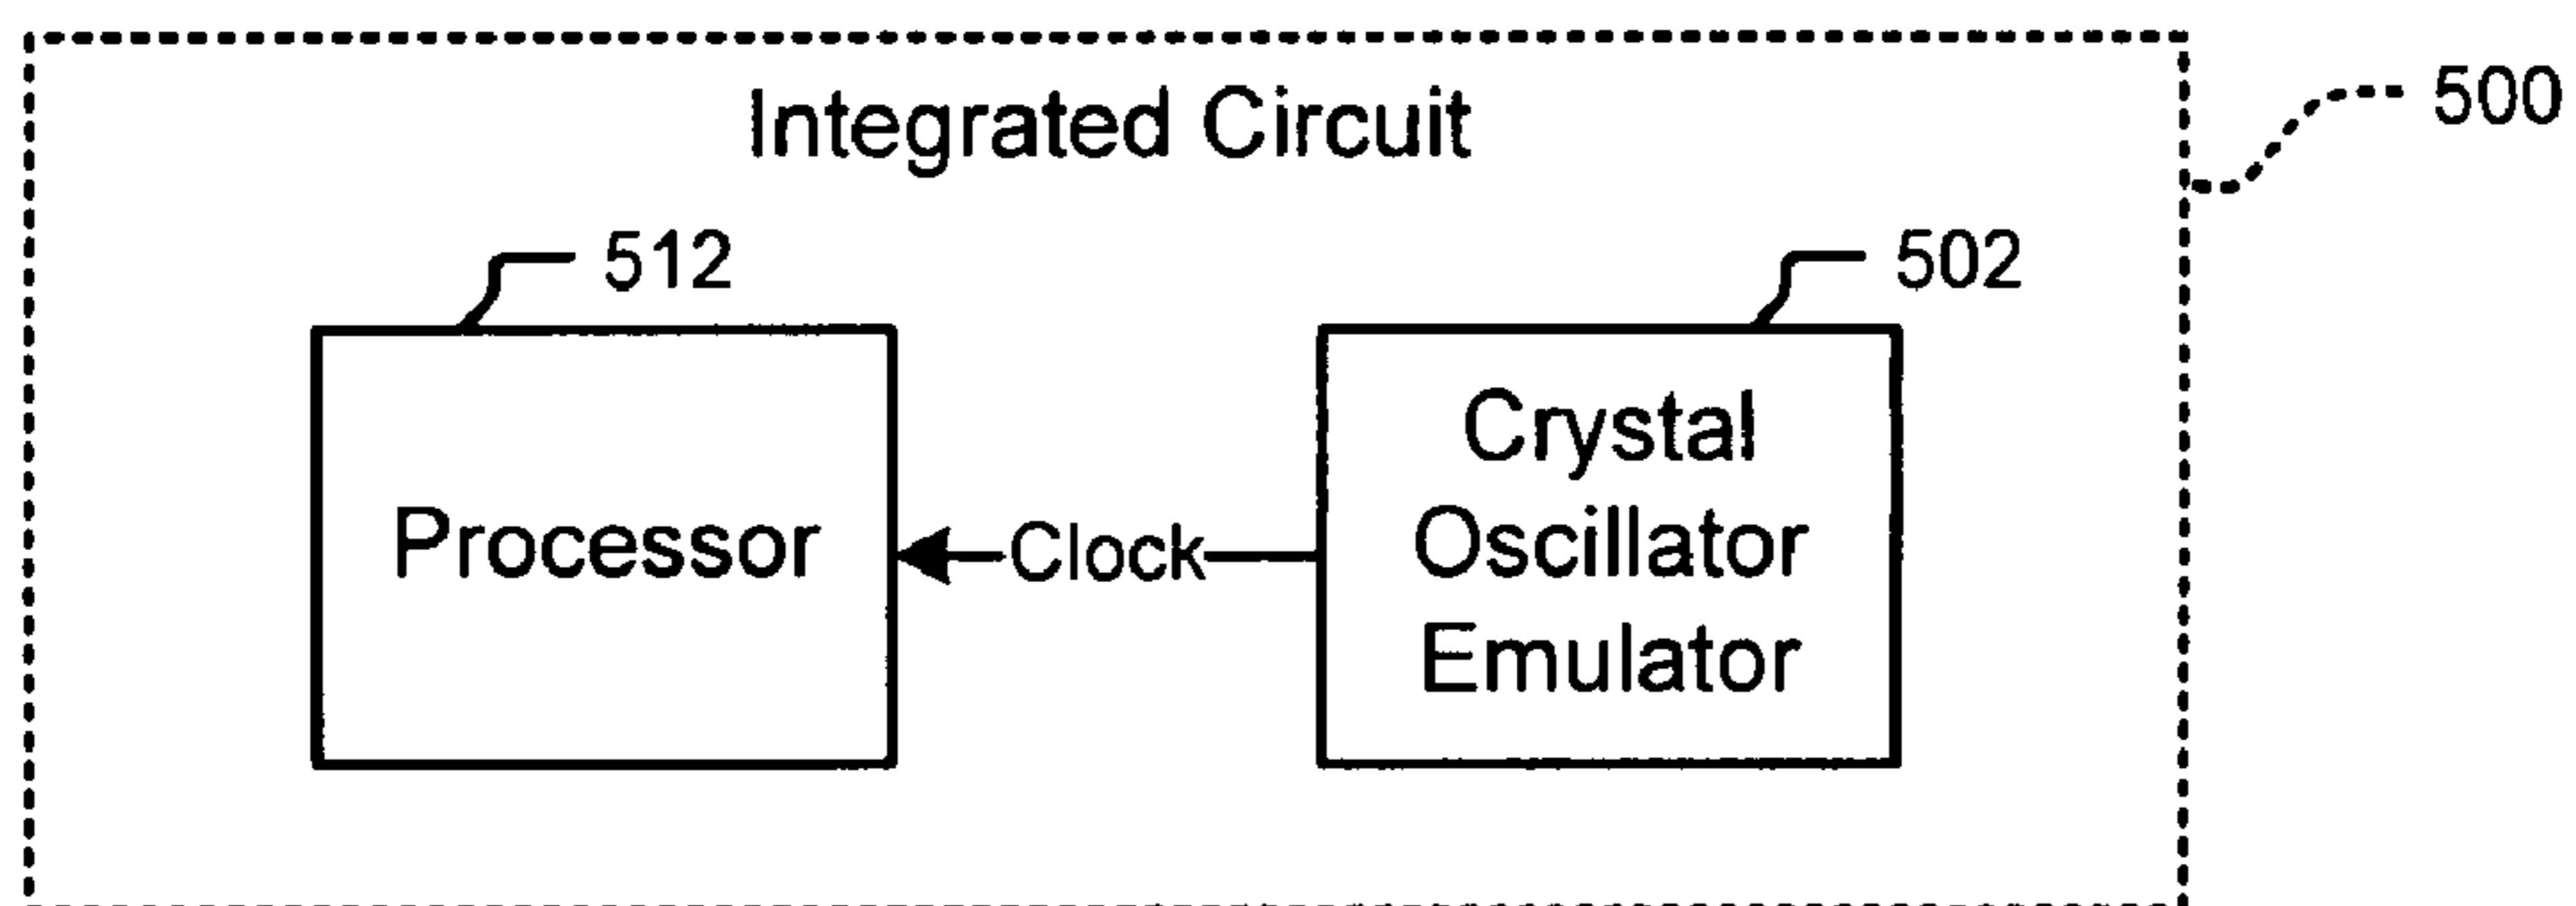 Integrated Circuit
500
512
502
Processor
Clock
Crystal
Oscillator
Emulator